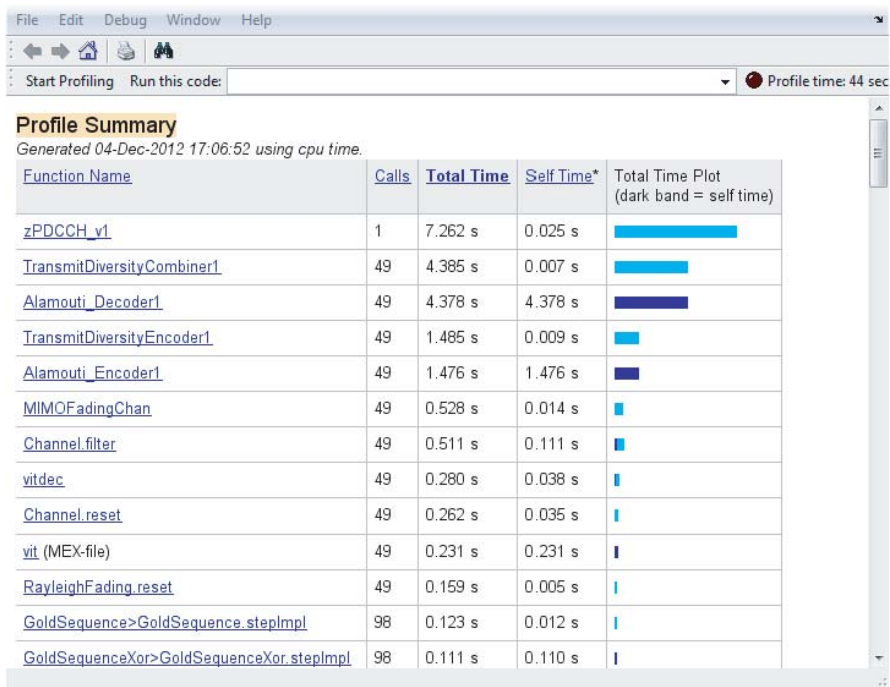 File Edit Debug Window Help
Start Profiling Run this code: Profile time: 44 sec
Profile Summary
Generated 04-Dec-2012 17:06:52 using cpu time.
Function Name Calls Total Time Self Time* Total Time Plot
(dark band = self time)
zPDCCH_v1 1 7.262 s 0.025 s
TransmitDiversityCombiner1 49 4.385 s 0.007 s
Alamouti_Decoder1 49 4.378 s 4.378 s
TransmitDiversityEncoder1 49 1.485 s 0.009 s
Alamouti_Encoder1 49 1.476 s 1.476 s
MIMOFadingChan 49 0.528 s 0.014 s
Channel.filter 49 0.511 s 0.111 s
vitdec 49 0.280 s 0.038 s
Channel.reset 49 0.262 s 0.035 s
vit (MEX-file) 49 0.231 s 0.231 s
RayleighFading.reset 49 0.159 s 0.005 s
GoldSequence>GoldSequence.stepImpl 98 0.123 s 0.012 s
GoldSequenceXor>GoldSequenceXor.stepImpl 98 0.111 s 0.110 s